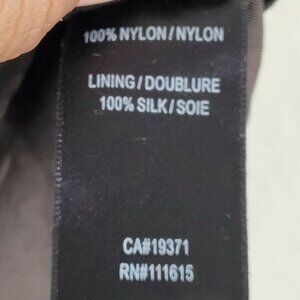 100% NYLON/NYLON
LINING/DOUBLURE
100% SILK/SOIE
CA#19371
RN#111615